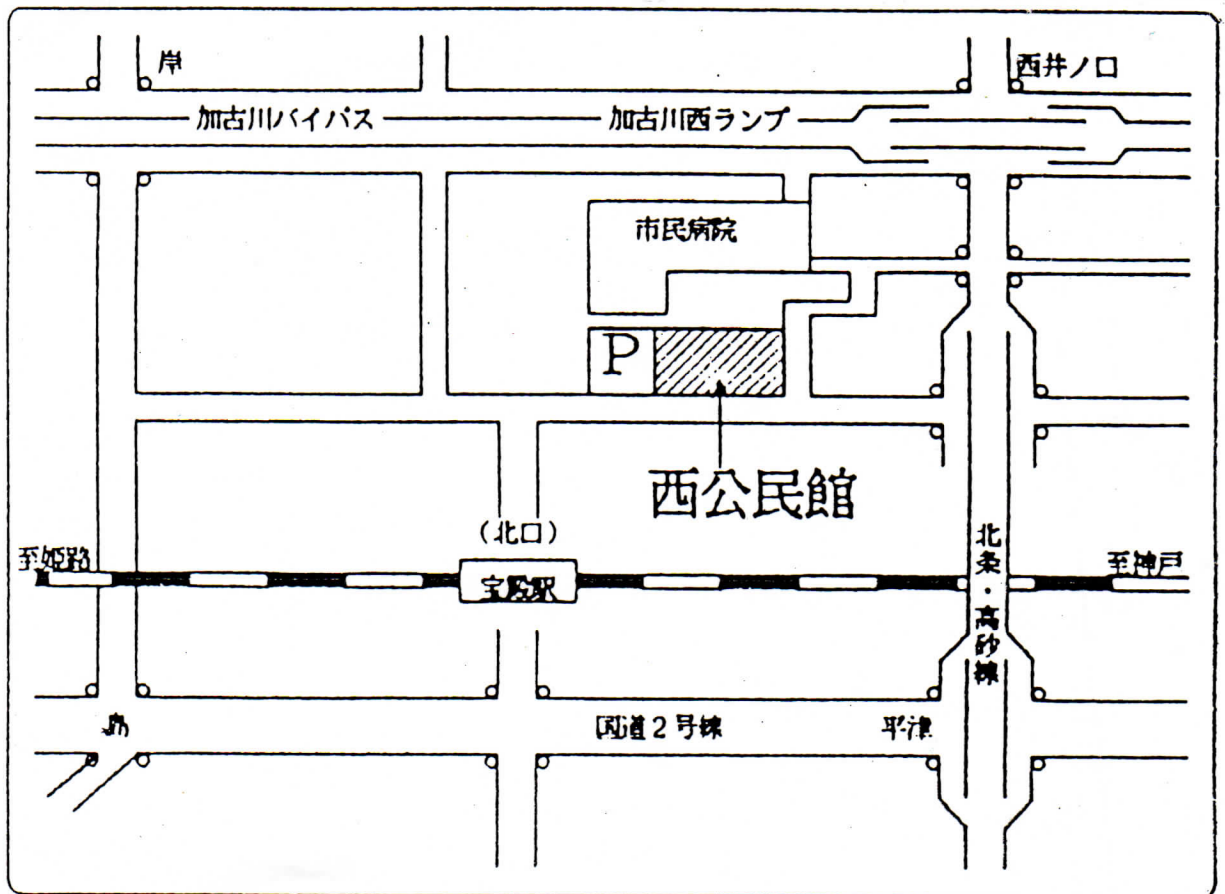 岸
西井ノ口
加古川バイパス
加古川西ランプ
市民病院
P
西公民館
(北口)
至姫路
宝殿駅
至神戸
北条・高砂線
国道2号線
平津